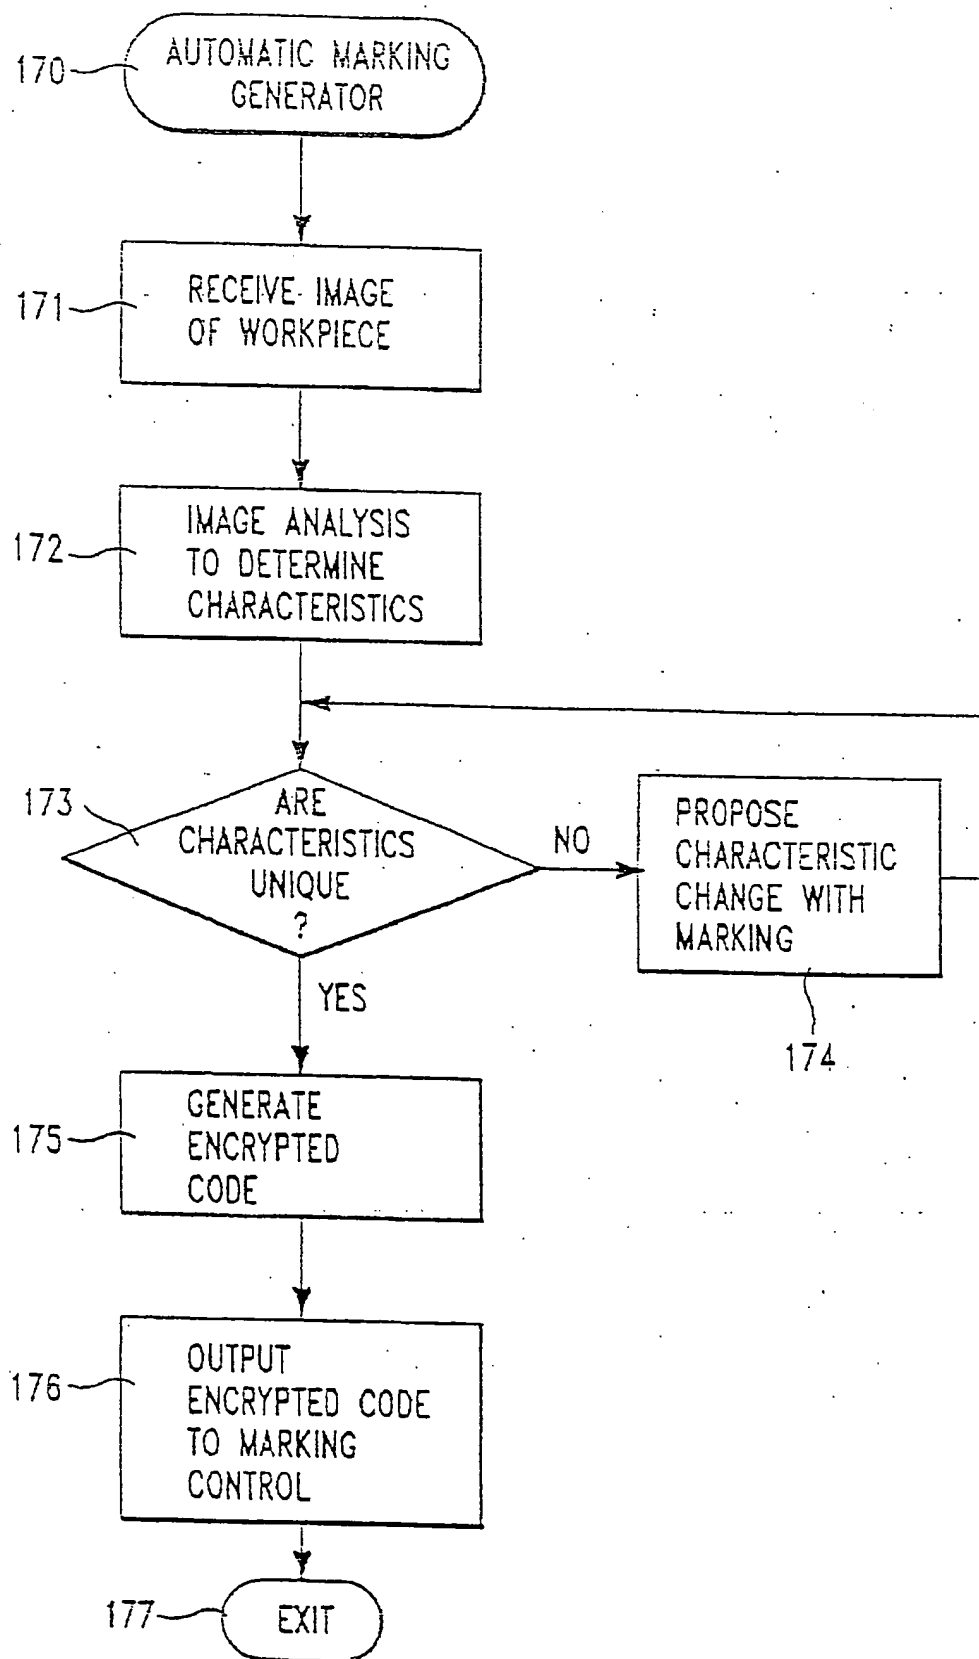 170
AUTOMATIC MARKING
GENERATOR
171
RECEIVE IMAGE
OF WORKPIECE
172
IMAGE ANALYSIS
TO DETERMINE
CHARACTERISTICS
173
ARE
CHARACTERISTICS
UNIQUE
?
NO
PROPOSE
CHARACTERISTIC
CHANGE WITH
MARKING
174
YES
175
GENERATE
ENCRYPTED
CODE
176
OUTPUT
ENCRYPTED CODE
TO MARKING
CONTROL
177
EXIT